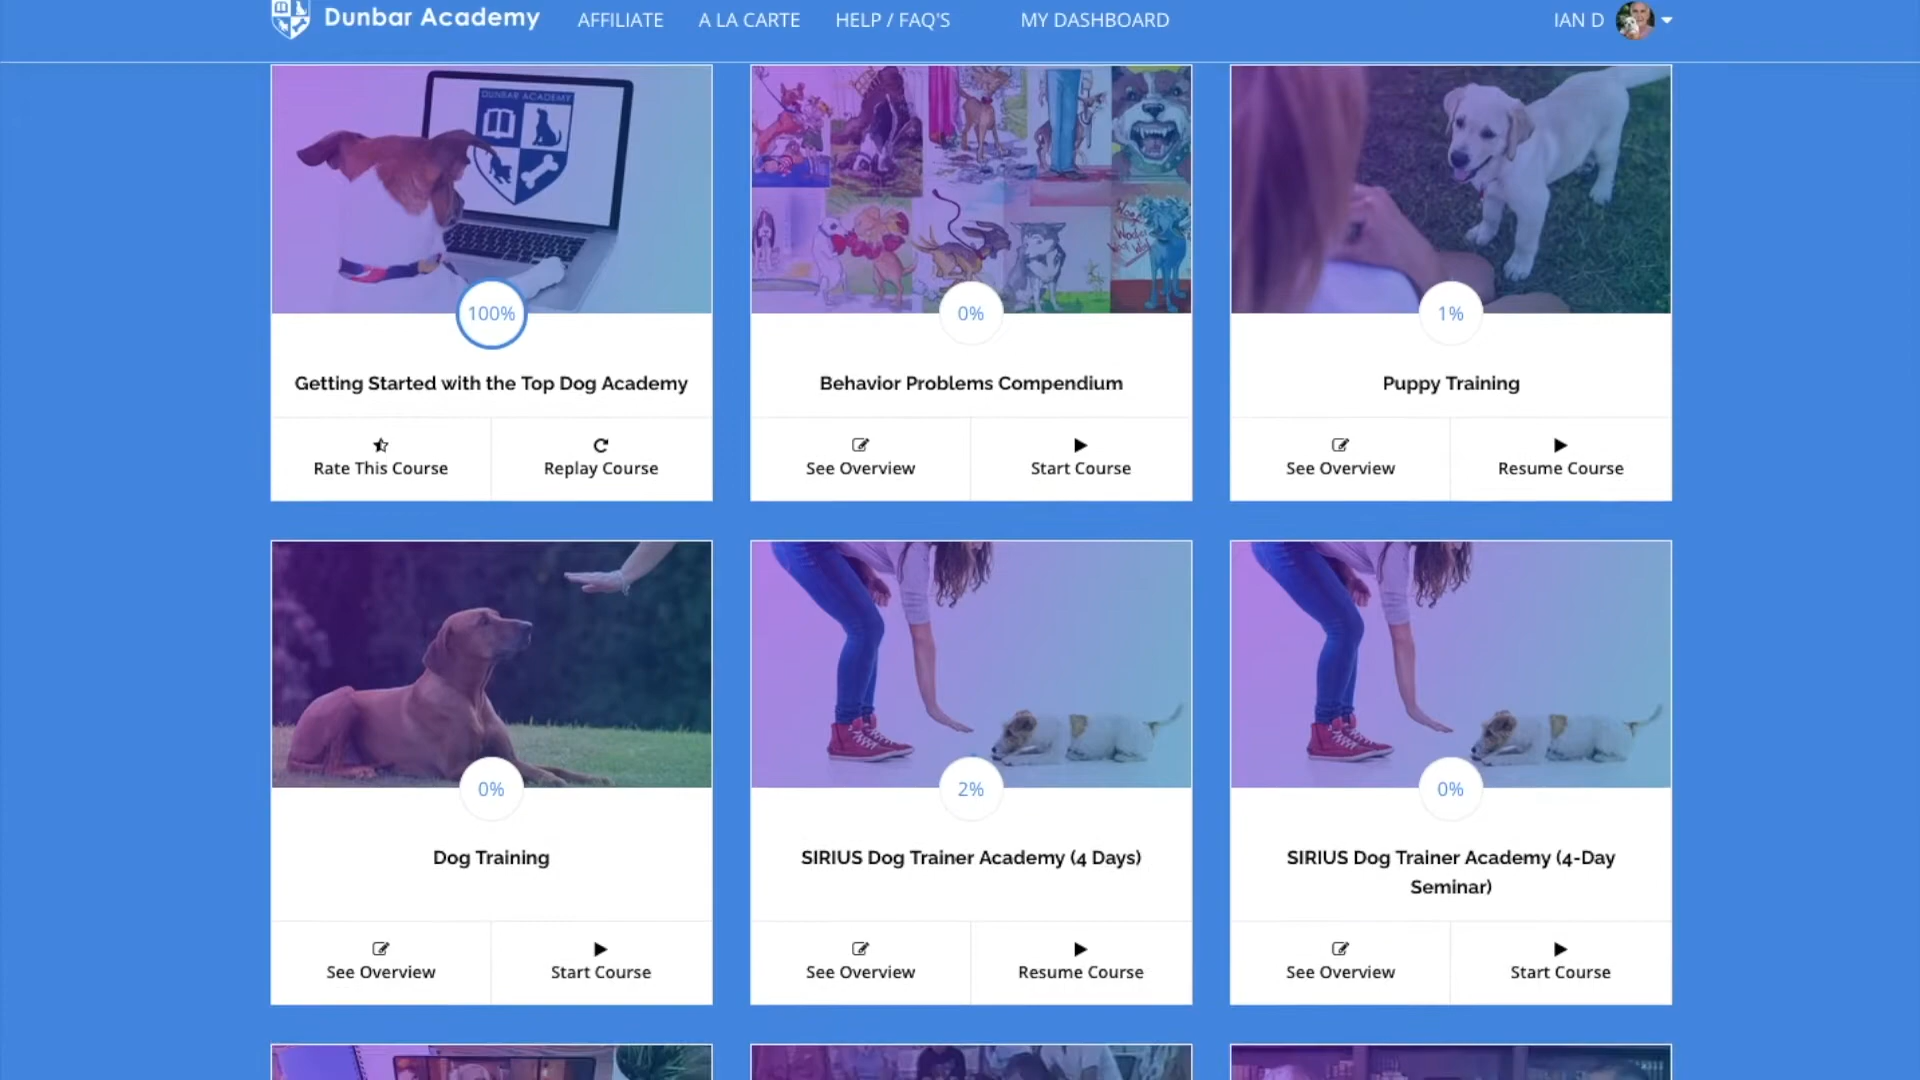 Dunbar Academy
AFFILIATE
A LA CARTE
HELP / FAQ'S
MY DASHBOARD
IAN D
DUNBAR ACADEMY
100%
0%
1%
Getting Started with the Top Dog Academy
Behavior Problems Compendium
Puppy Training
Rate This Course
Replay Course
See Overview
Start Course
See Overview
Resume Course
0%
2%
0%
Dog Training
SIRIUS Dog Trainer Academy (4 Days)
SIRIUS Dog Trainer Academy (4-Day
Seminar)
See Overview
Start Course
See Overview
Resume Course
See Overview
Start Course